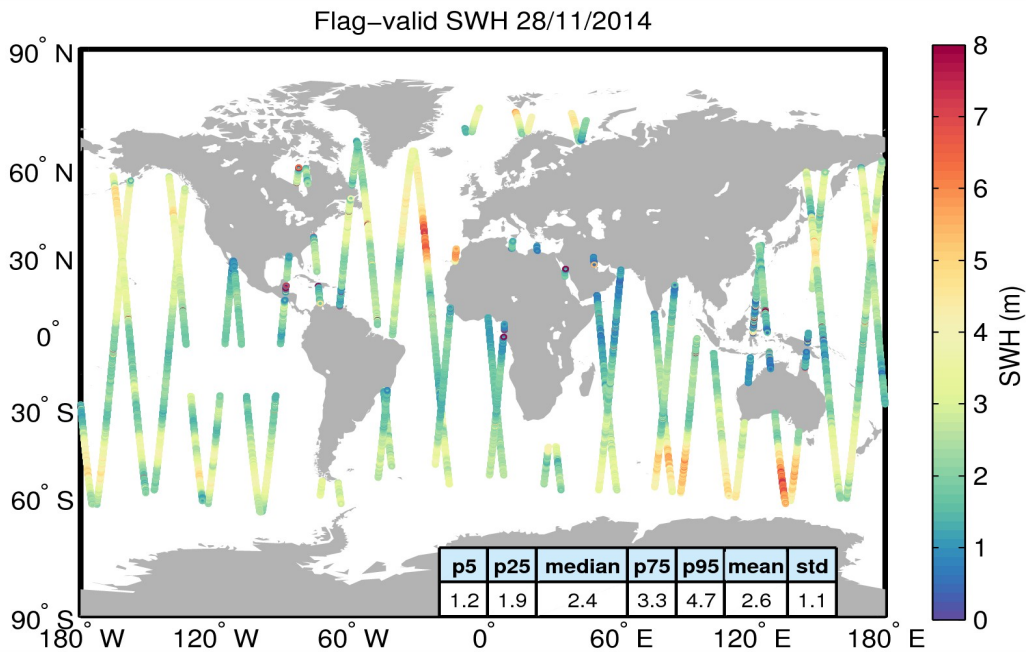 Flag−valid SWH 28/11/2014
90° N
60° N
30° N
0°
30° S
60° S
90° S
180° W
120° W
60° W
0°
60° E
120° E
180° E
8
7
6
5
4
3
2
1
0
SWH (m)
p5 p25 median p75 p95 mean std
1.2 1.9 2.4 3.3 4.7 2.6 1.1